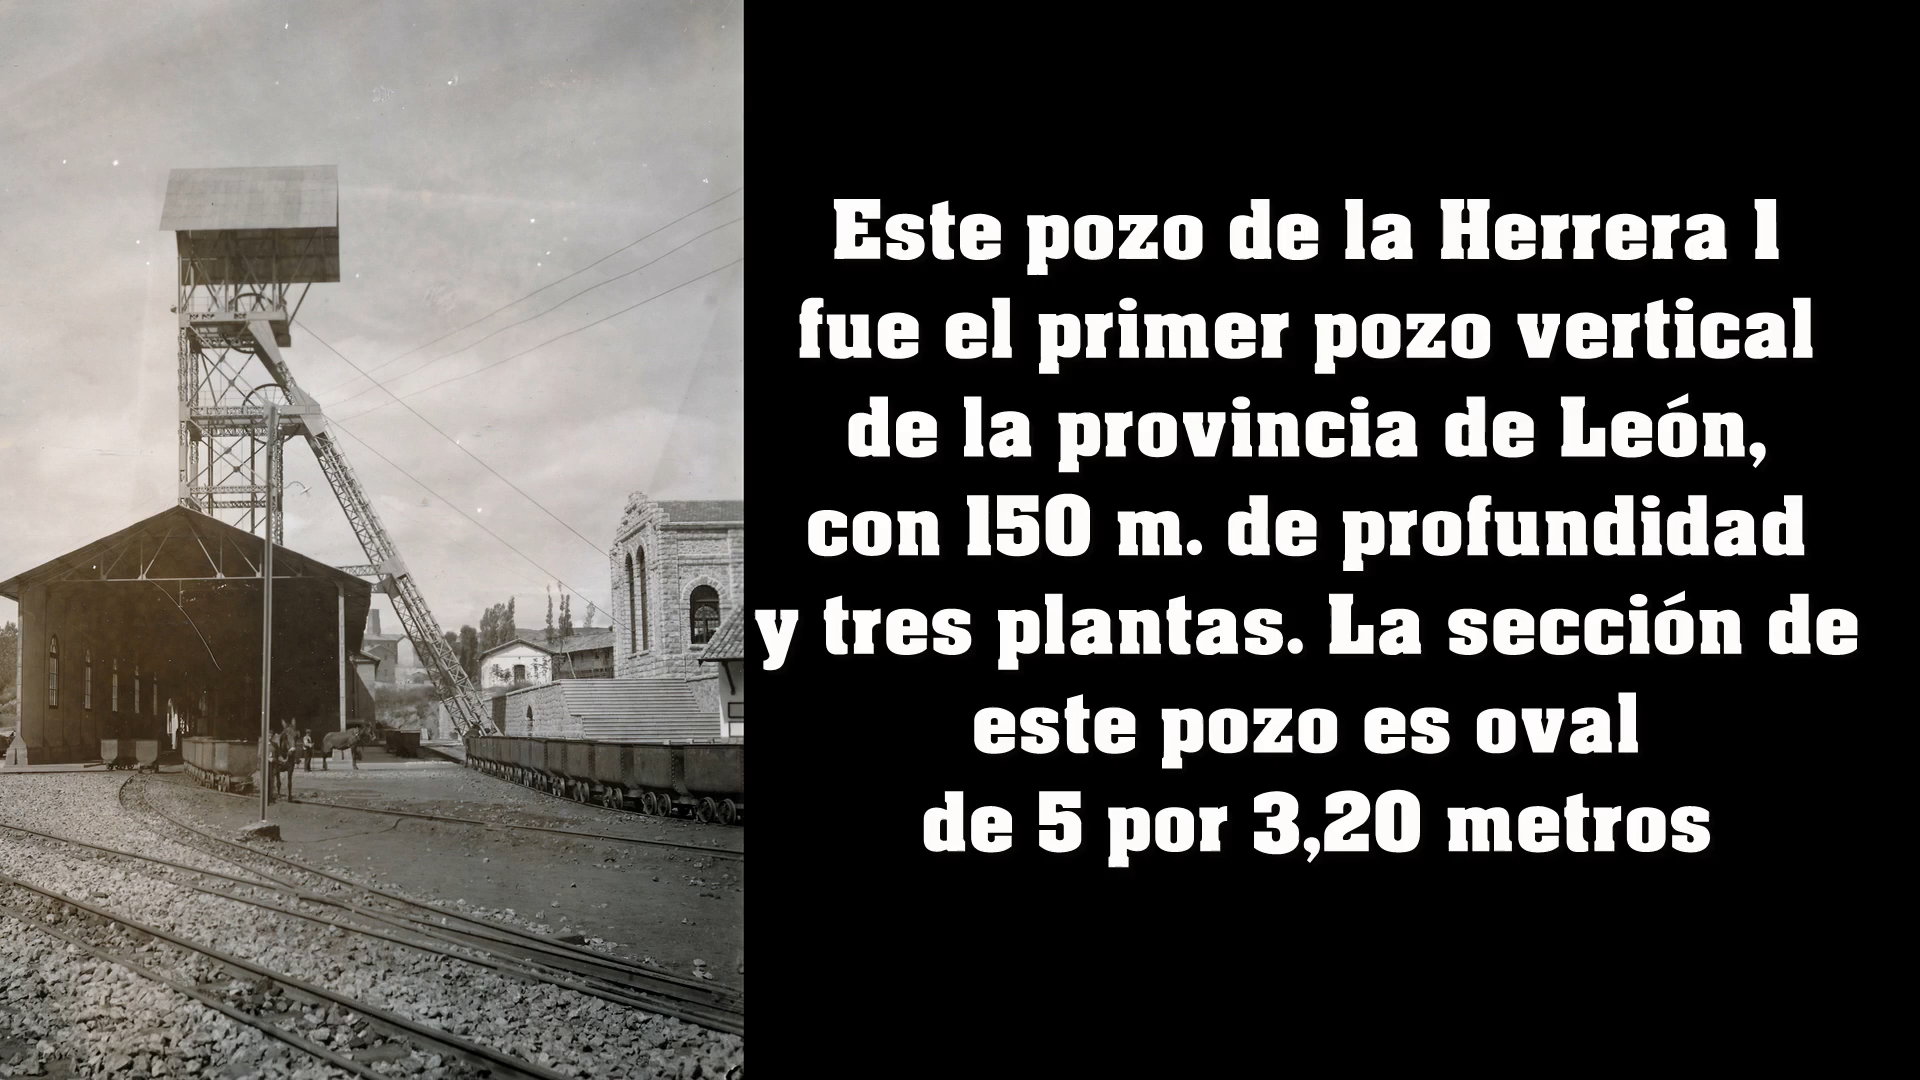 Este pozo de la Herrera 1
fue el primer pozo vertical
de la provincia de León,
con 150 m. de profundidad
y tres plantas. La sección de
este pozo es oval
de 5 por 3,20 metros